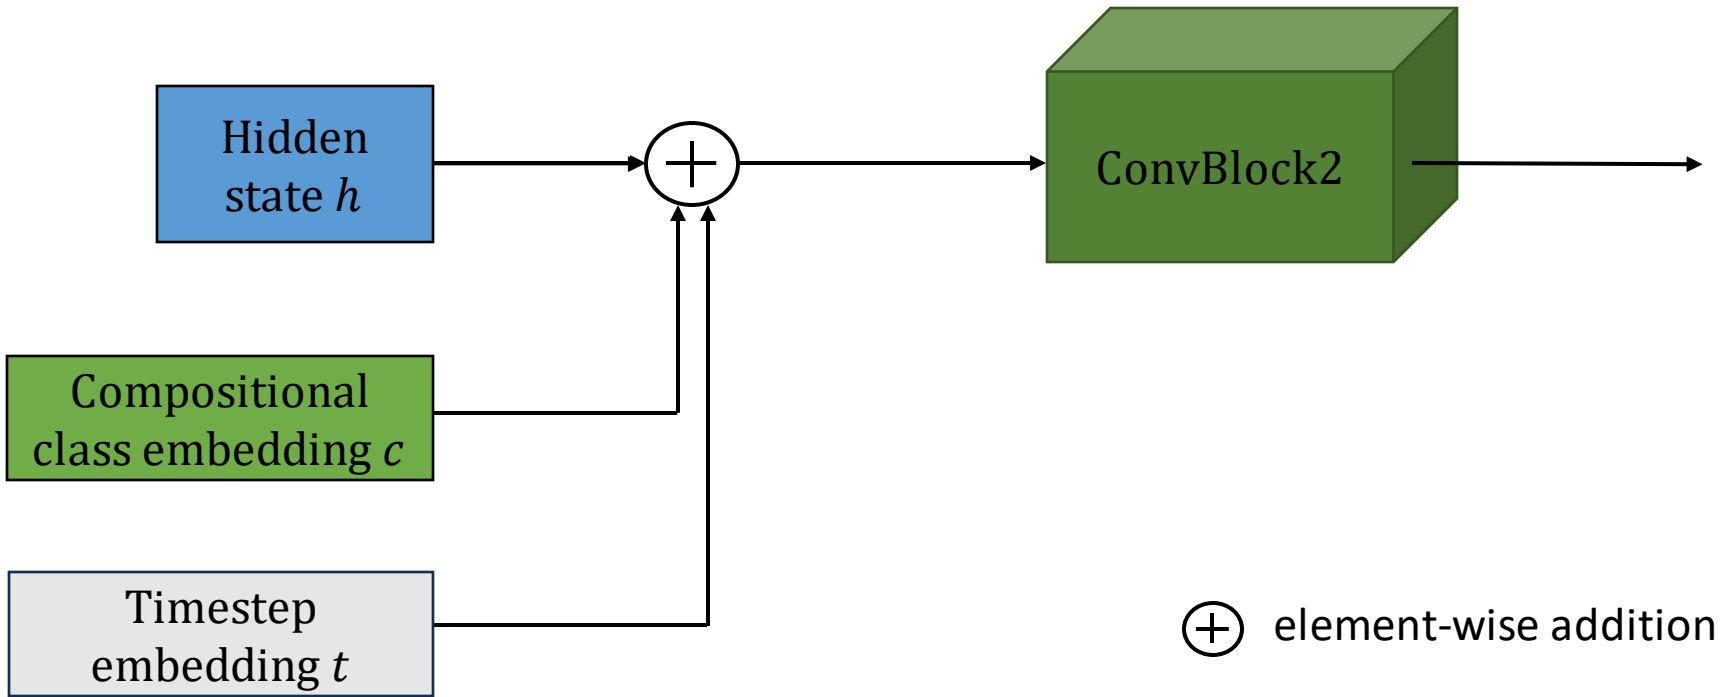 Hidden
state h
ConvBlock2
Compositional
class embedding c
Timestep
embedding t
element-wise addition